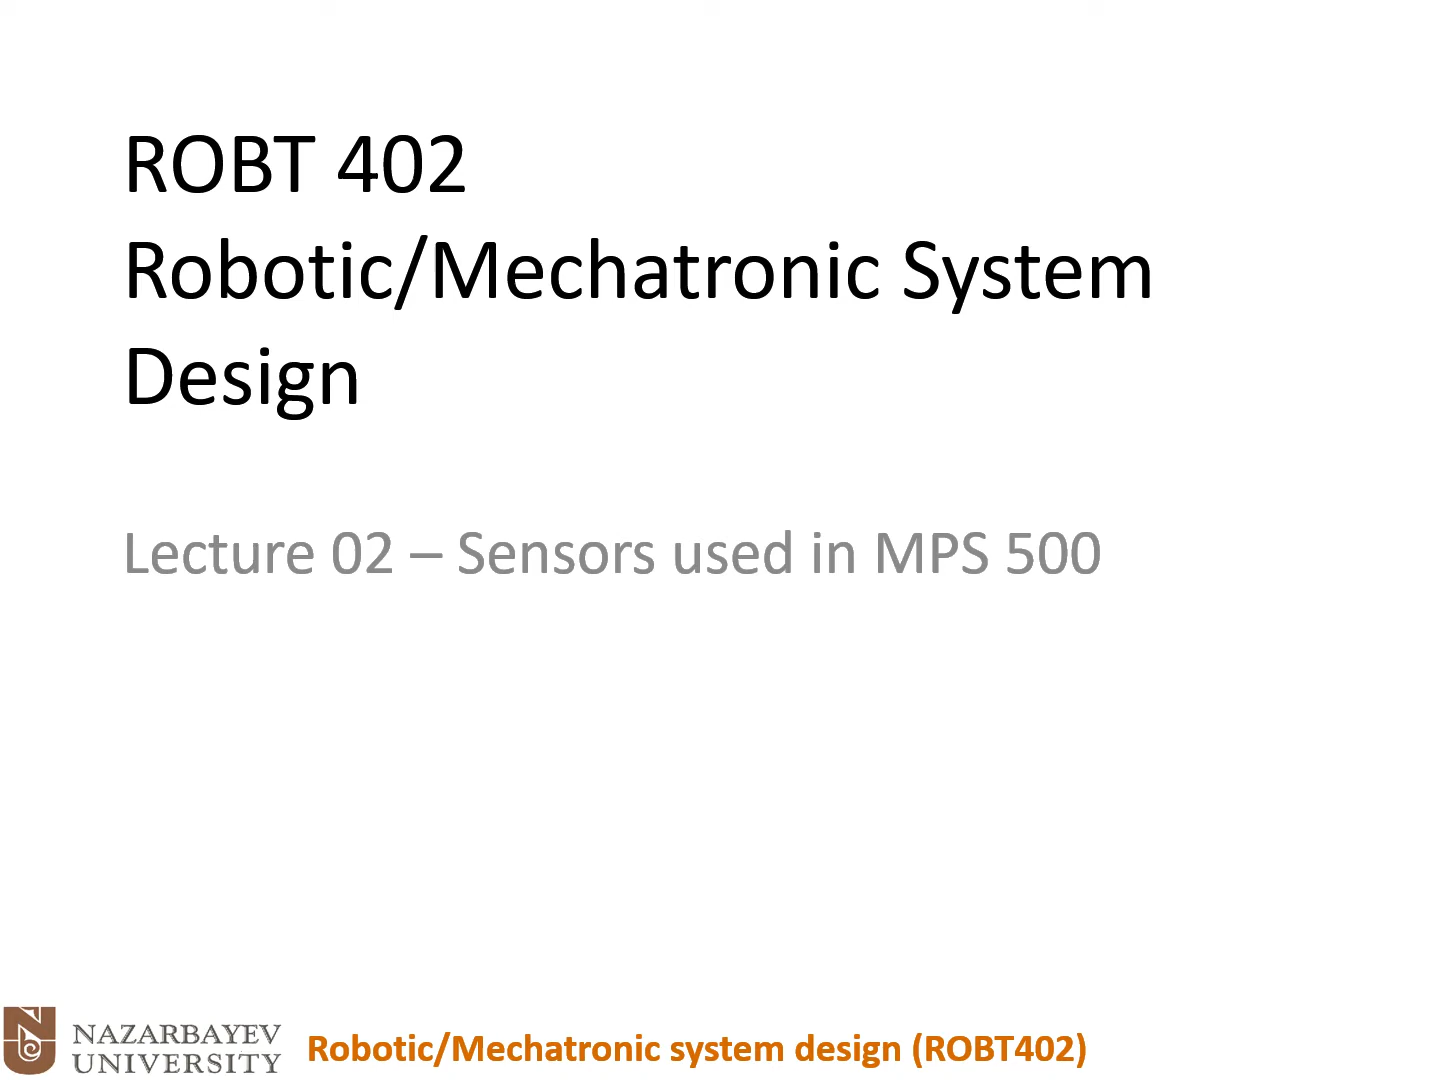 ROBT 402
Robotic/Mechatronic System
Design
Lecture 02 – Sensors used in MPS 500
NAZARBAYEV
UNIVERSITY
Robotic/Mechatronic system design (ROBT402)